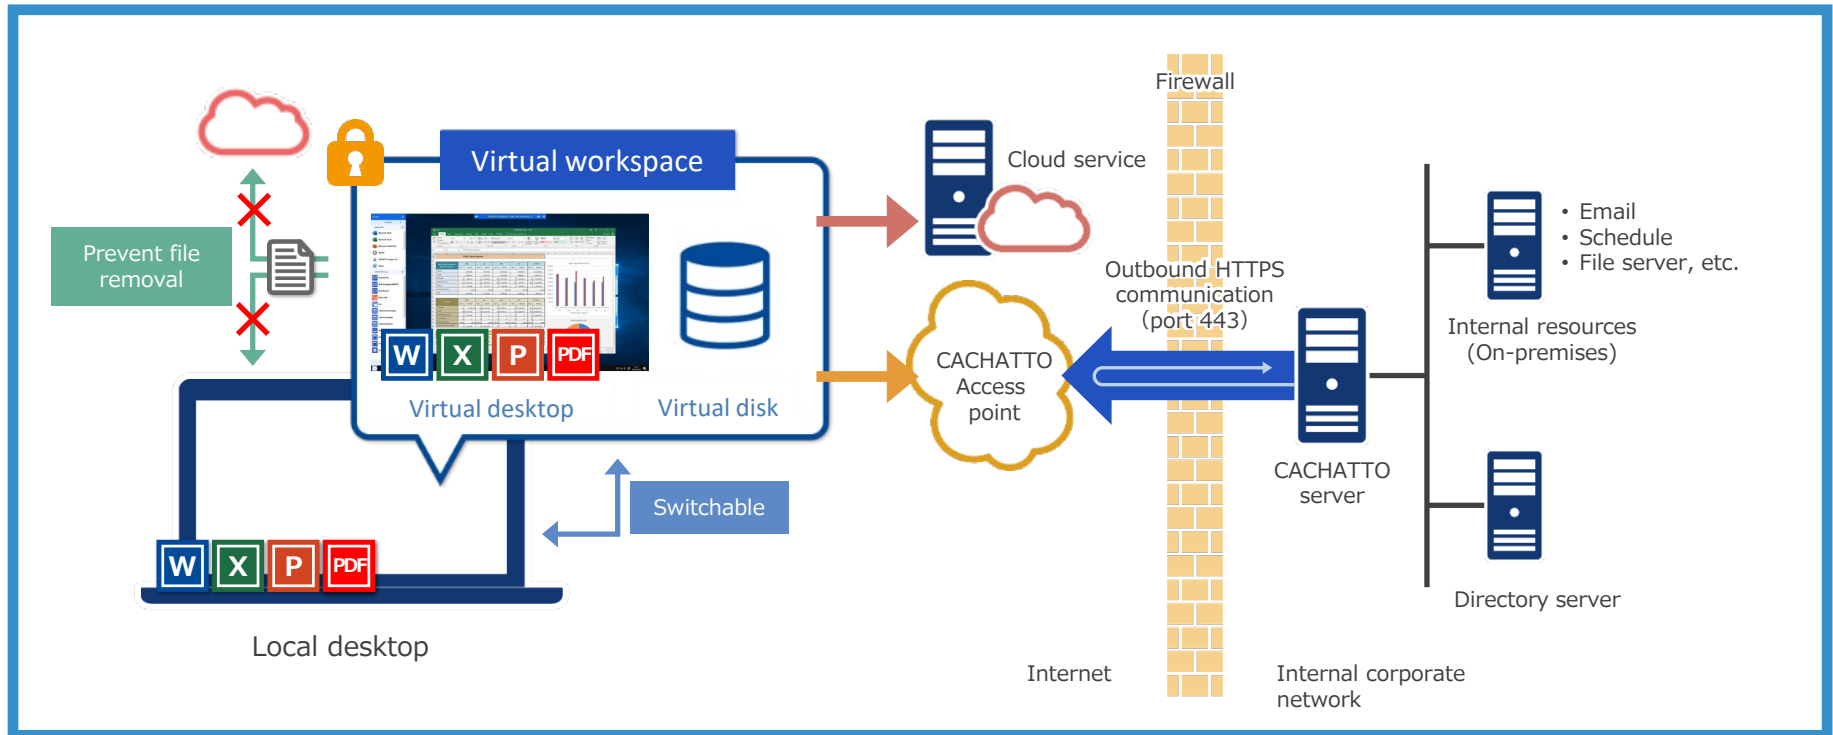 Firewall
Virtual workspace
Cloud service
Prevent file
removal
• Email
• Schedule
• File server, etc.
Outbound HTTPS
communication
(port 443)
Internal resources
(On-premises)
W X P PDF
CACHATTO
Access
point
Virtual desktop
Virtual disk
CACHATTO
server
Switchable
W X P PDF
Directory server
Local desktop
Internet
Internal corporate
network